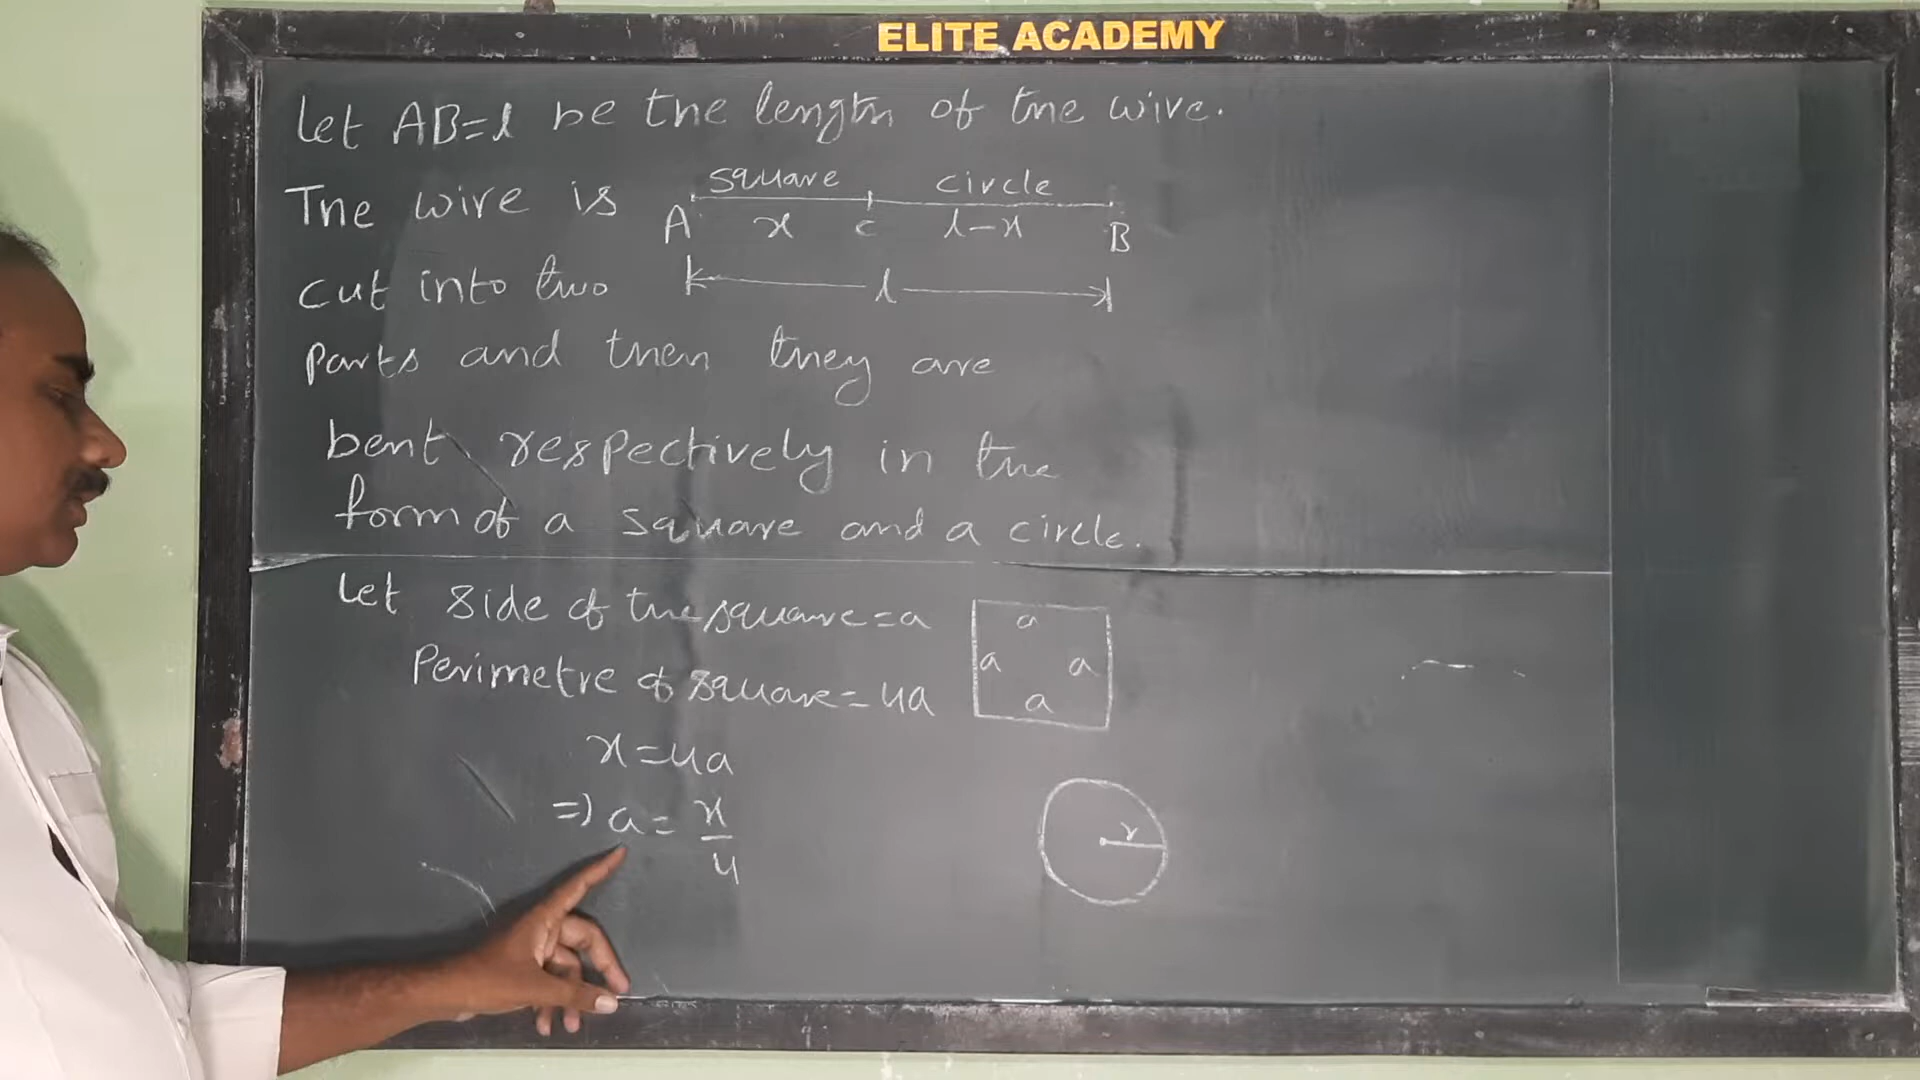 ELITE ACADEMY
Let AB=l be the length of the wire.
The wire is
square circle
A x C l-x B
cut into two
l
parts and then they are
bent respectively in the
form of a square and a circle.
Let side of the square = a
a
Perimetre of square = 4a
a a
a
x = 4a
=> a = x/4
r